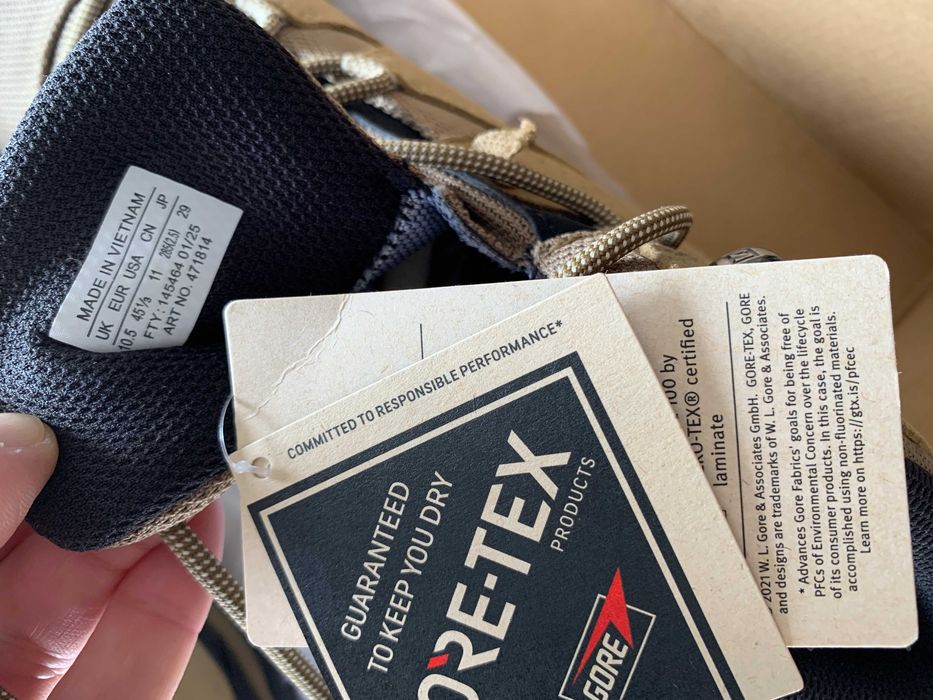 MADE IN VIETNAM
UK EUR USA CN JP
10.5 45⅓ 11 285(2.5) 29
FTY: 145464 01/25
ART NO. 471814
COMMITTED TO RESPONSIBLE PERFORMANCE*
GUARANTEED
TO KEEP YOU DRY
RE-TEX
PRODUCTS
GORE
100 by
RO-TEX® certified
laminate
2021 W. L. Gore & Associates GmbH. GORE-TEX, GORE
and designs are trademarks of W. L. Gore & Associates.
* Advances Gore Fabrics' goals for being free of
PFCs of Environmental Concern over the lifecycle
of its consumer products. In this case, the goal is
accomplished using non-fluorinated materials.
Learn more on https://gtx.is/pfcec